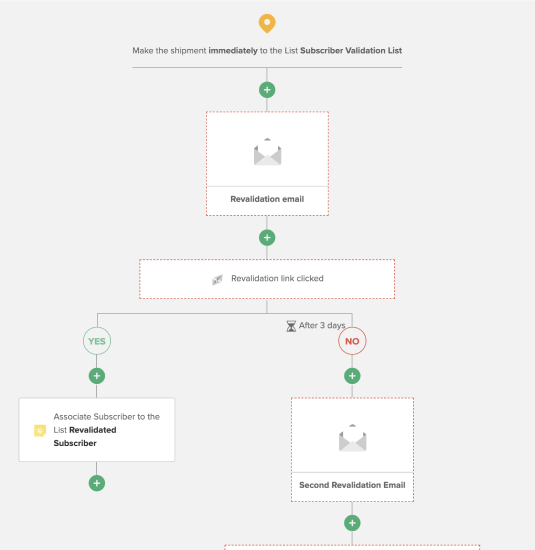 Make the shipment immediately to the List Subscriber Validation List
Revalidation email
Revalidation link clicked
After 3 days
YES
NO
Associate Subscriber to the
List Revalidated
Subscriber
Second Revalidation Email